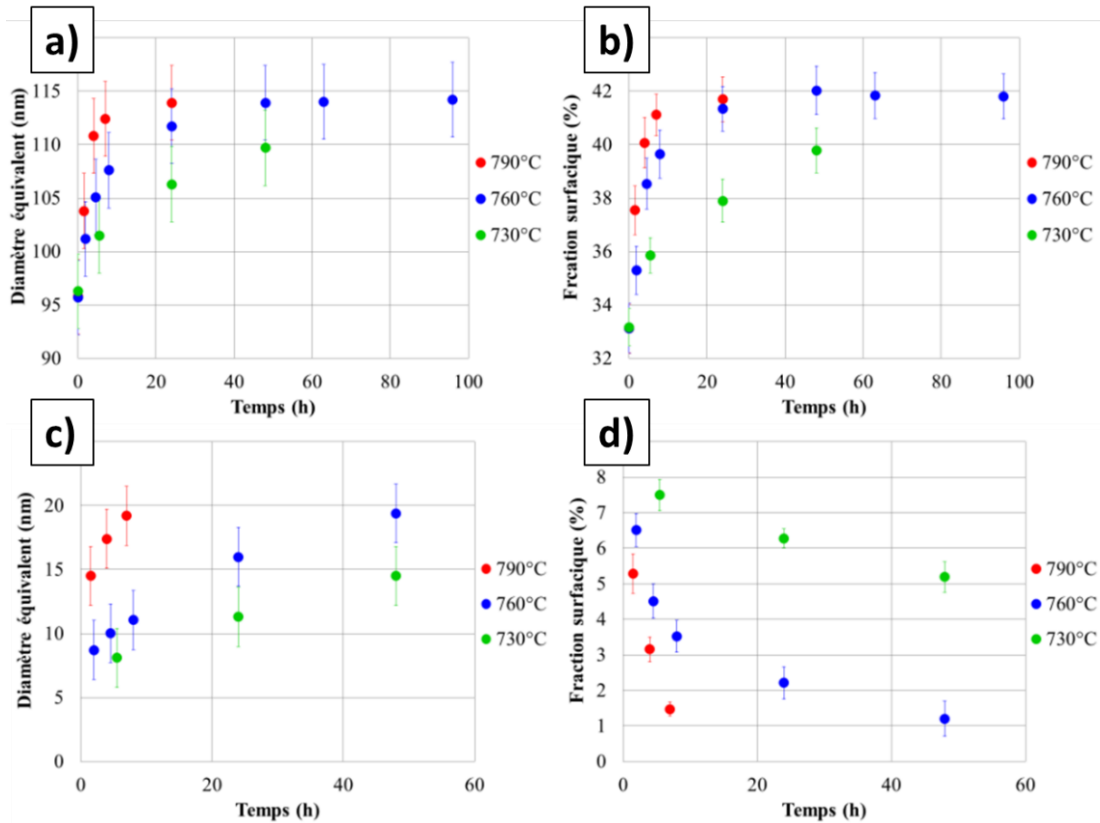 a)
Diamètre équivalent (nm)
115
110
105
100
95
90
0 20 40 60 80 100
Temps (h)
790°C
760°C
730°C
b)
Frcation surfacique (%)
42
40
38
36
34
32
0 20 40 60 80 100
Temps (h)
790°C
760°C
730°C
c)
Diamètre équivalent (nm)
20
15
10
5
0
0 20 40 60
Temps (h)
790°C
760°C
730°C
d)
Fraction surfacique (%)
8
7
6
5
4
3
2
1
0
0 20 40 60
Temps (h)
790°C
760°C
730°C